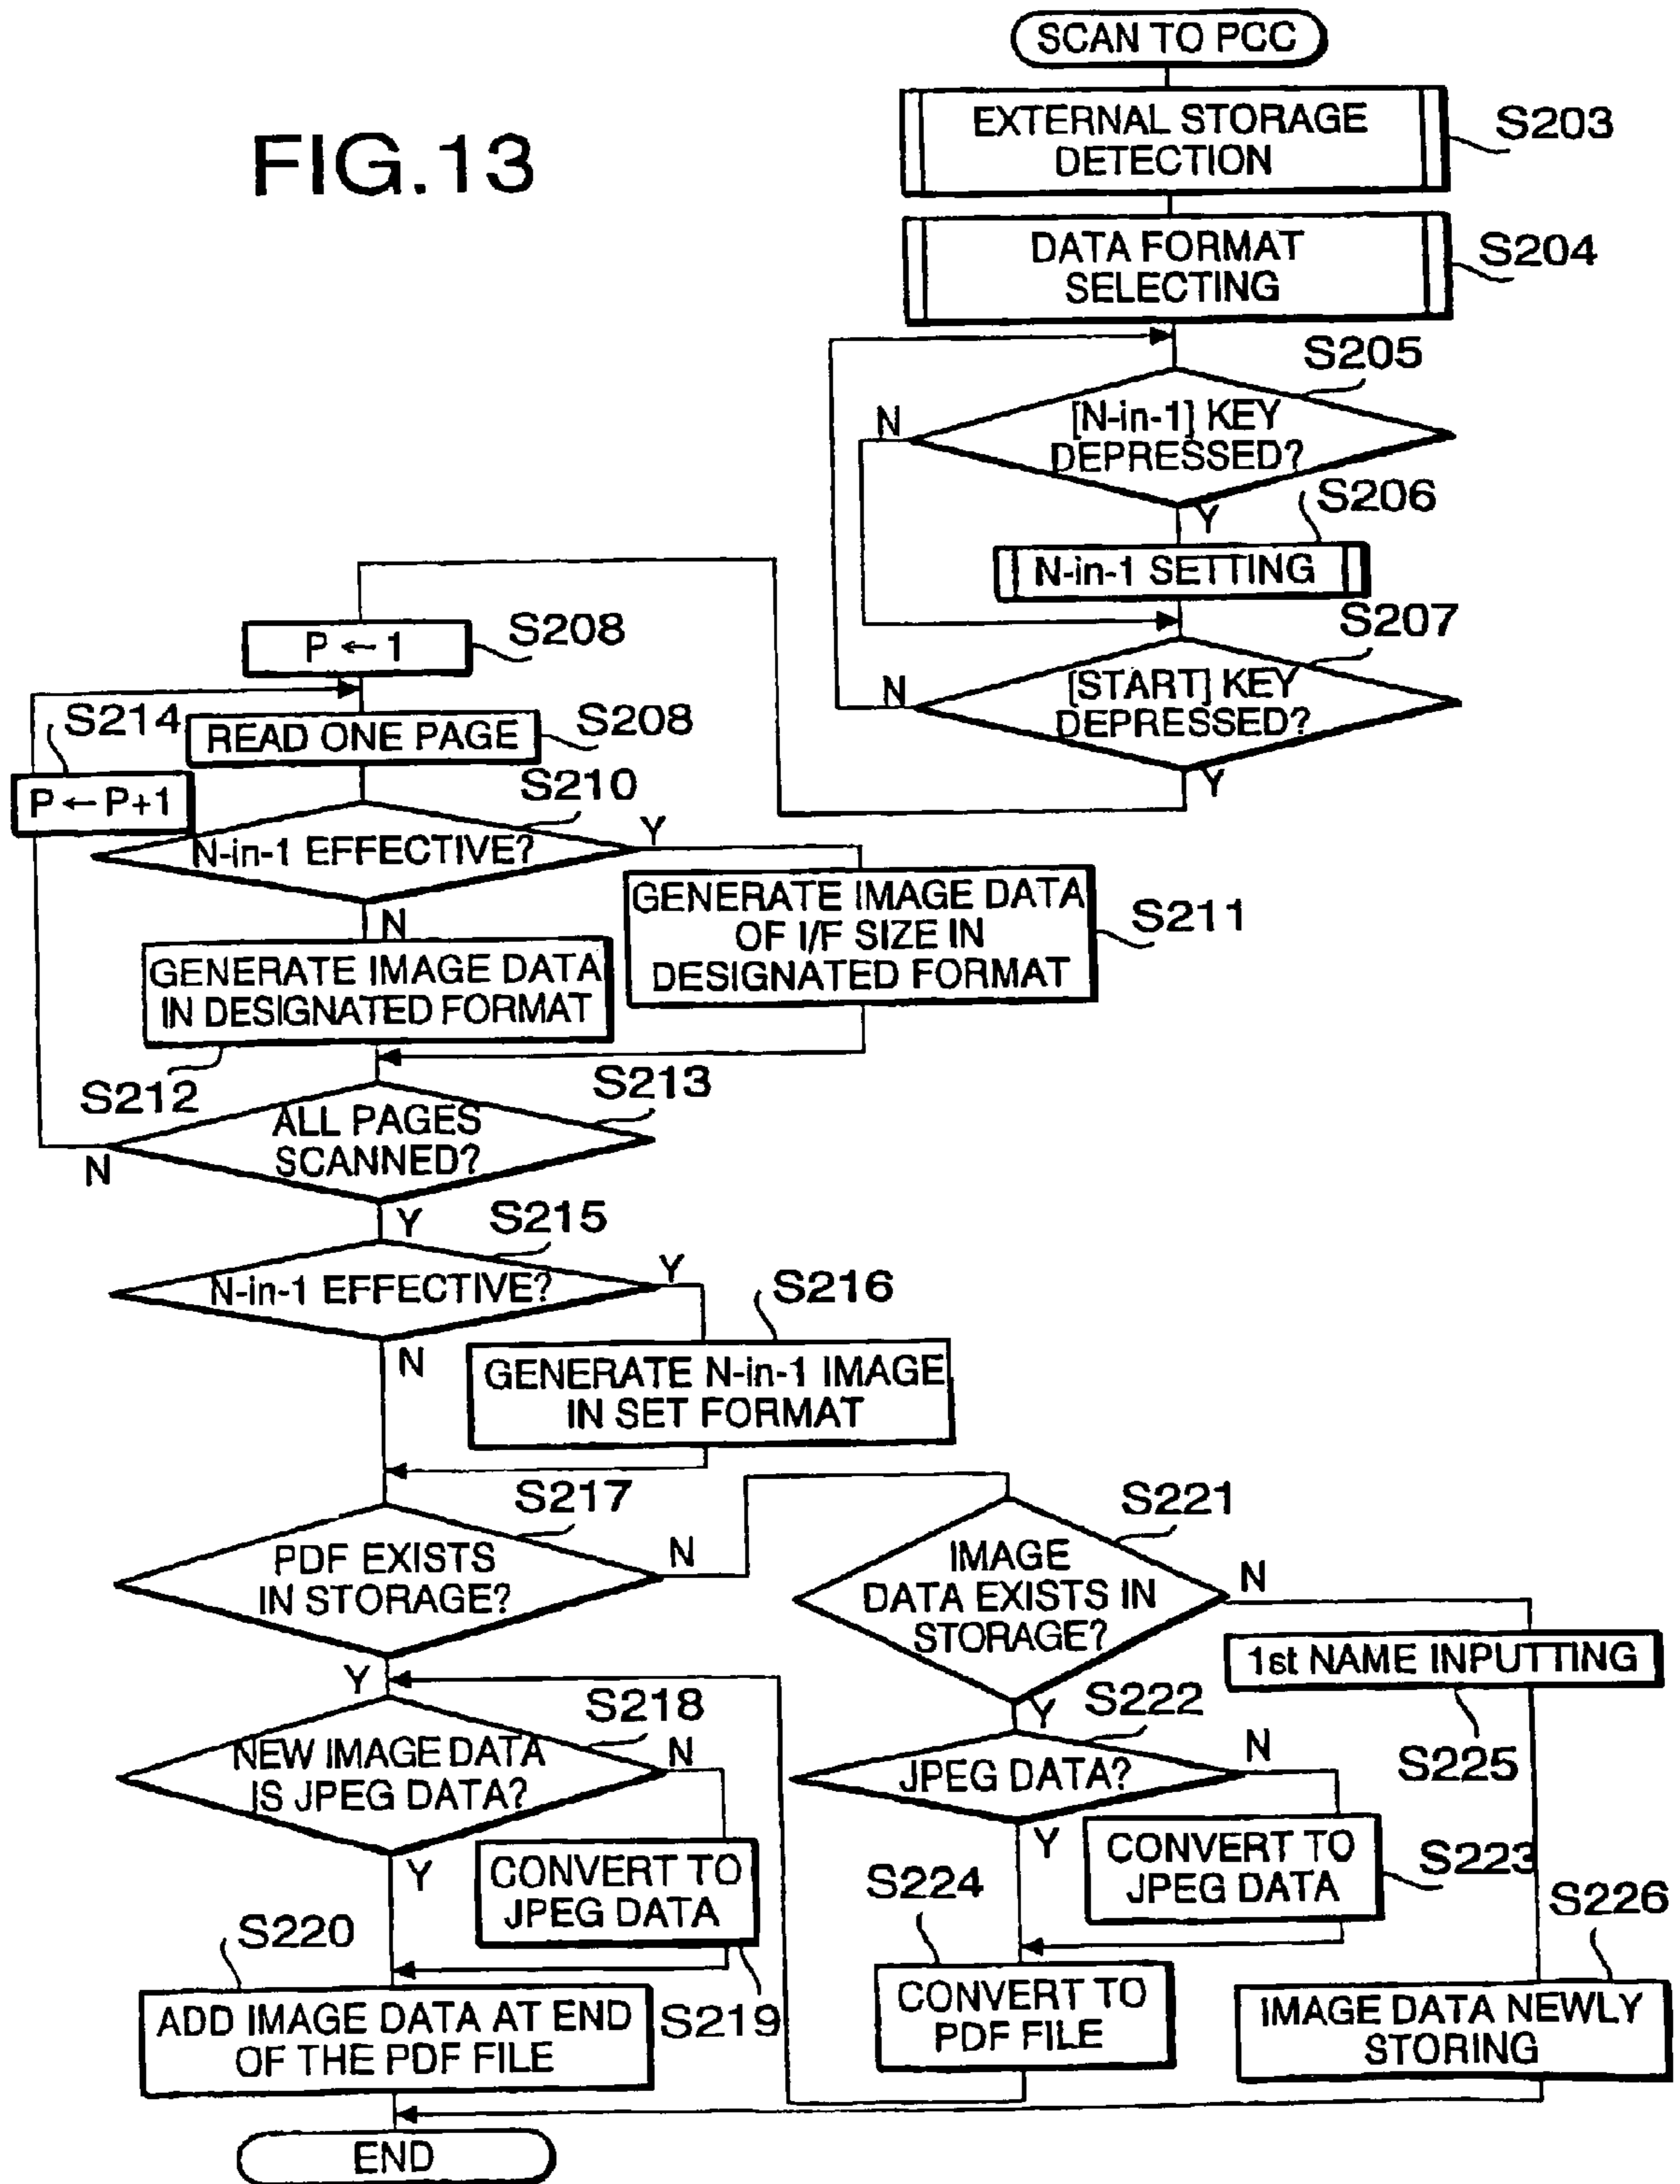 FIG.13
SCAN TO PCC
EXTERNAL STORAGE
DETECTION
S203
DATA FORMAT
SELECTING
S204
S205
[N-in-1] KEY
DEPRESSED?
N
Y
S206
N-in-1 SETTING
S207
[START] KEY
DEPRESSED?
N
Y
P ← 1
S208
READ ONE PAGE
S208
S214
P ← P+1
S210
N-in-1 EFFECTIVE?
Y
N
GENERATE IMAGE DATA
OF I/F SIZE IN
DESIGNATED FORMAT
S211
GENERATE IMAGE DATA
IN DESIGNATED FORMAT
S212
S213
ALL PAGES
SCANNED?
N
Y
S215
N-in-1 EFFECTIVE?
Y
N
S216
GENERATE N-in-1 IMAGE
IN SET FORMAT
S217
PDF EXISTS
IN STORAGE?
N
Y
S218
NEW IMAGE DATA
IS JPEG DATA?
N
Y
CONVERT TO
JPEG DATA
S219
S220
ADD IMAGE DATA AT END
OF THE PDF FILE
S221
IMAGE
DATA EXISTS IN
STORAGE?
N
Y
S222
JPEG DATA?
N
Y
CONVERT TO
JPEG DATA
S223
S224
CONVERT TO
PDF FILE
1st NAME INPUTTING
S225
S226
IMAGE DATA NEWLY
STORING
END